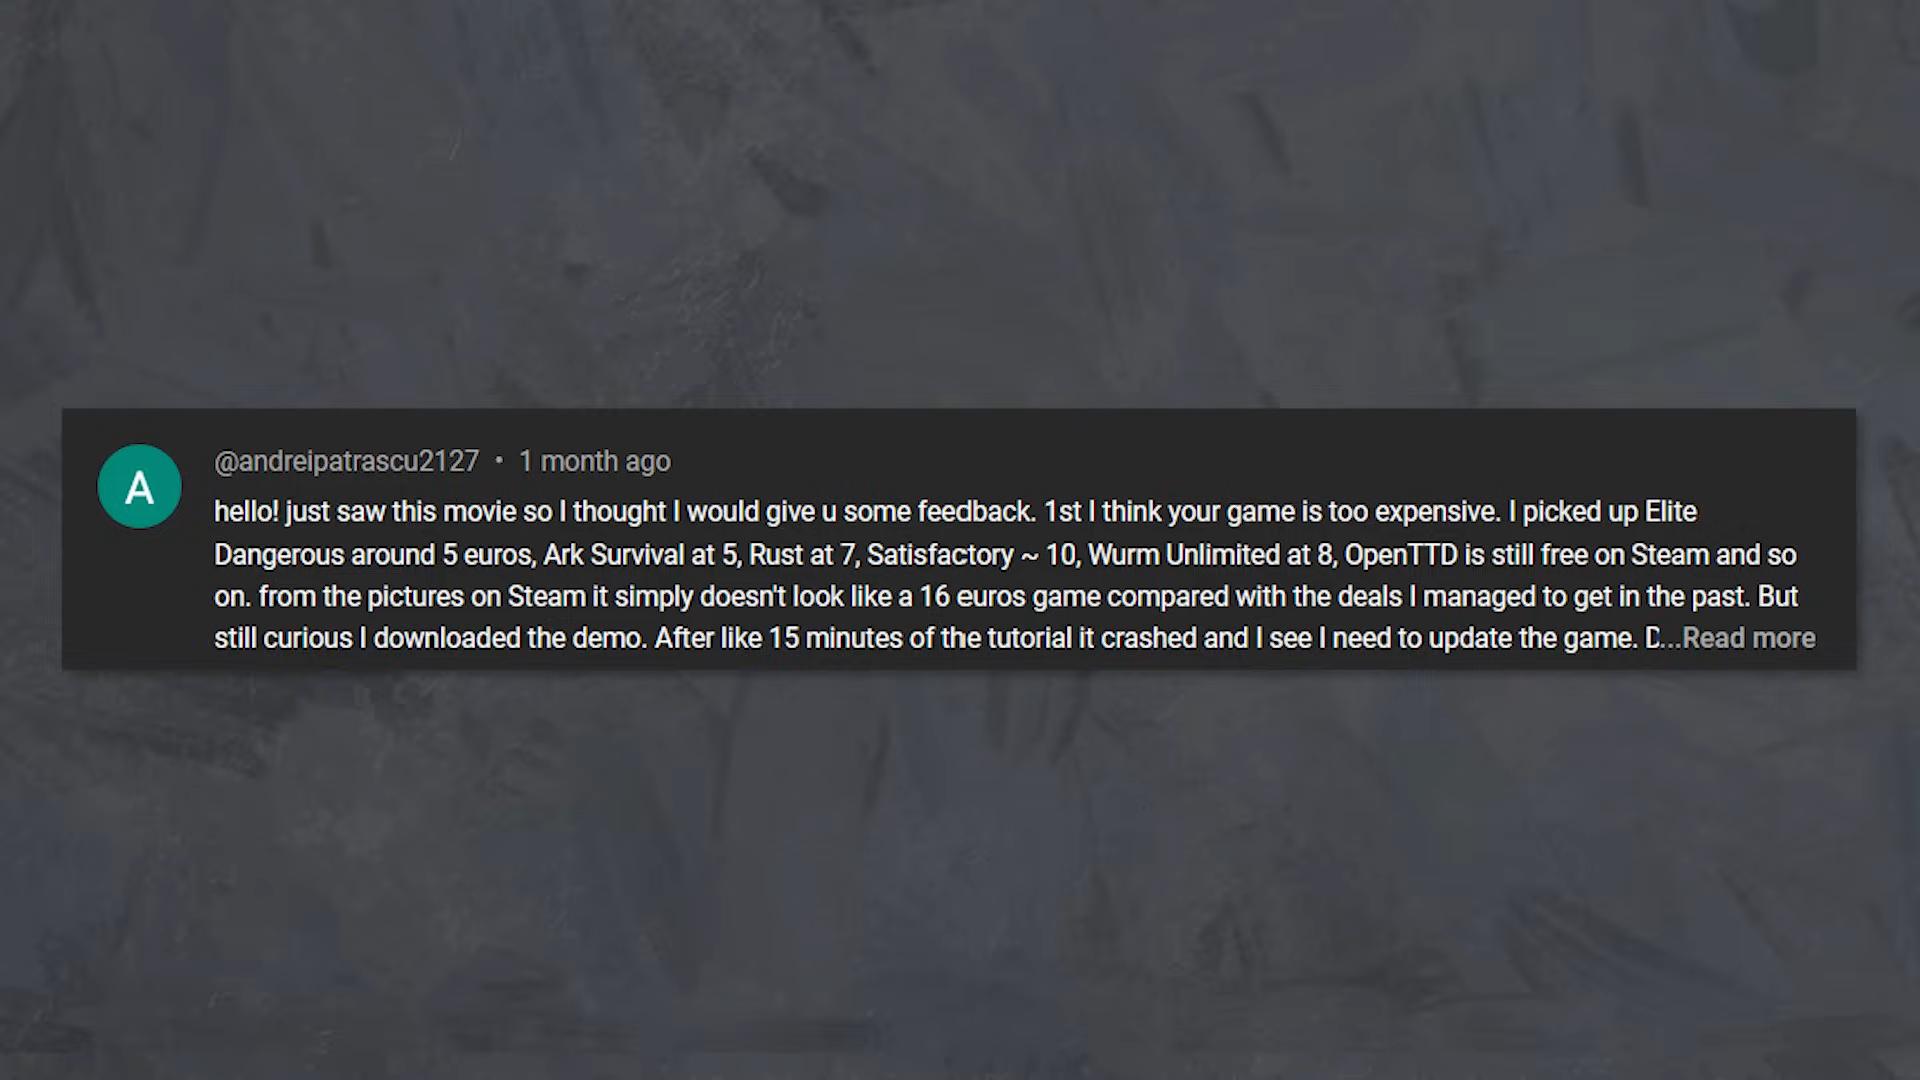 A
@andreipatrascu2127 • 1 month ago
hello! just saw this movie so I thought I would give u some feedback. 1st I think your game is too expensive. I picked up Elite
Dangerous around 5 euros, Ark Survival at 5, Rust at 7, Satisfactory ~ 10, Wurm Unlimited at 8, OpenTTD is still free on Steam and so
on. from the pictures on Steam it simply doesn't look like a 16 euros game compared with the deals I managed to get in the past. But
still curious I downloaded the demo. After like 15 minutes of the tutorial it crashed and I see I need to update the game. D...Read more